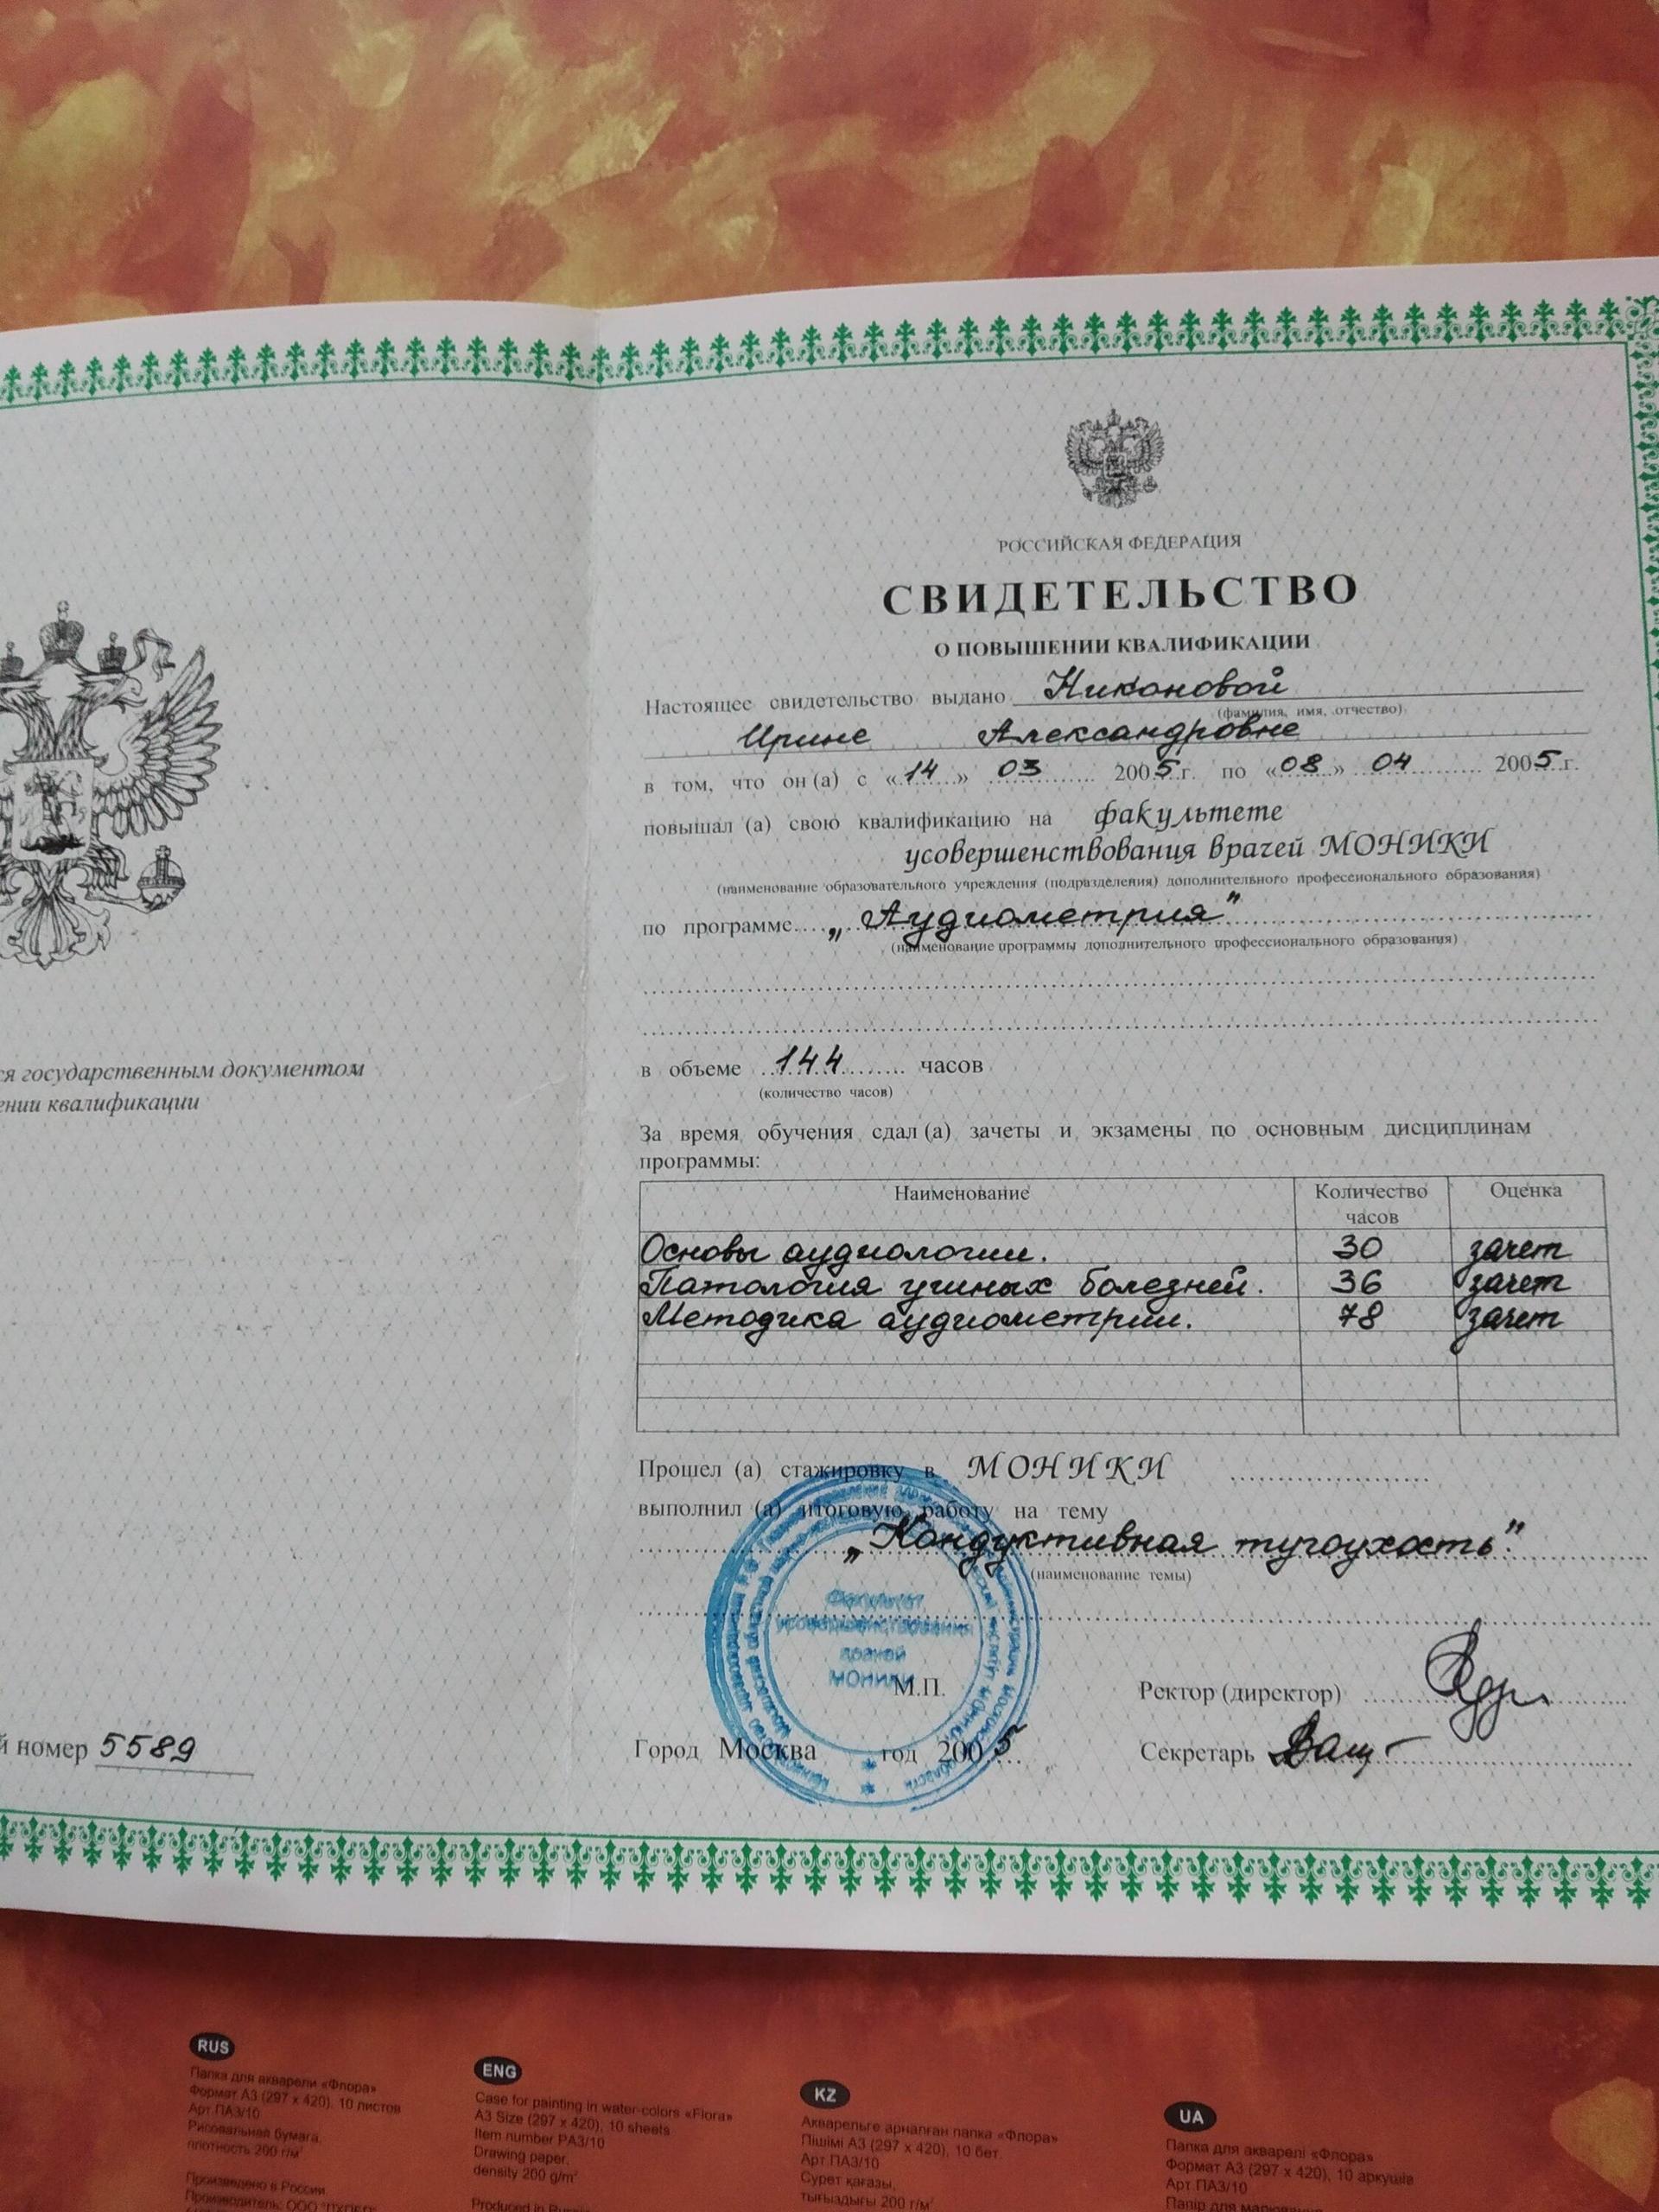 ся государственным документом
ении квалификации
й номер 5589
РОССИЙСКАЯ ФЕДЕРАЦИЯ
СВИДЕТЕЛЬСТВО
О ПОВЫШЕНИИ КВАЛИФИКАЦИИ
Настоящее свидетельство выдано Никоновой
(фамилия, имя, отчество)
Ирине Александровне
в том, что он (а) с «14» 03 2005 г. по «08» 04 2005 г.
повышал (а) свою квалификацию на факультете
усовершенствования врачей МОНИКИ
(наименование образовательного учреждения (подразделения) дополнительного профессионального образования)
по программе „Аудиометрия"
(наименование программы дополнительного профессионального образования)
в объеме 144 часов
(количество часов)
За время обучения сдал (а) зачеты и экзамены по основным дисциплинам
программы:
Наименование Количество часов Оценка
Основы аудиологии. 30 зачет
Патология ушных болезней. 36 зачет
Методика аудиометрии. 78 зачет
Прошел (а) стажировку в МОНИКИ
выполнил (а) итоговую работу на тему
„Кондуктивная тугоухость".
(наименование темы)
Факультет
усовершенствования
врачей
МОНИКИ
М.П.
Ректор (директор)
Город Москва год 2005
Секретарь
RUS
Папка для акварели «Флора»
Формат А3 (297 x 420), 10 листов
Арт ПА3/10
Рисовальная бумага,
плотность 200 г/м²
Произведено в России.
Производитель: ООО
ENG
Case for painting in water-colors «Flora»
A3 Size (297 x 420), 10 sheets
Item number PA3/10
Drawing paper,
density 200 g/m²
Produced in
KZ
Акварельге арналған папка «Флора»
Пішімі А3 (297 x 420), 10 бет.
Арт ПА3/10
Сурет қағазы,
тығыздығы 200 г/м²
UA
Папка для акварелі «Флора»
Формат А3 (297 x 420), 10 аркушів
Арт ПА3/10
Папір для малювання